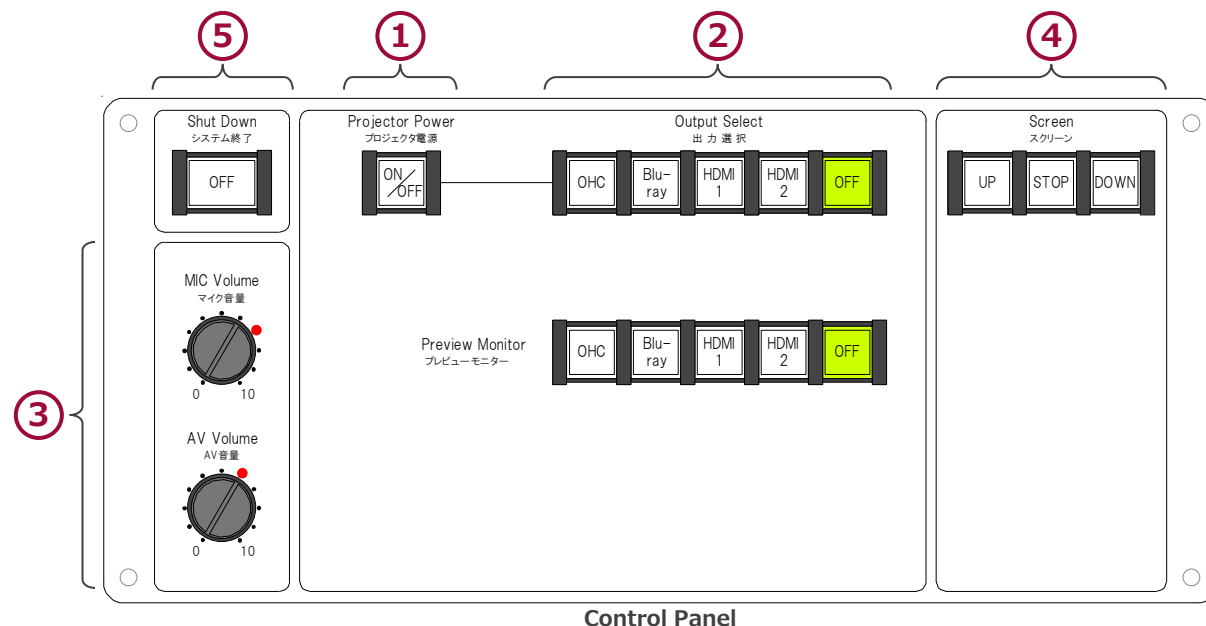 ⑤
①
②
④
Shut Down
システム終了
OFF
Projector Power
プロジェクタ電源
ON/OFF
Output Select
出力選択
OHC
Blu-
ray
HDMI
1
HDMI
2
OFF
Screen
スクリーン
UP
STOP
DOWN
③
MIC Volume
マイク音量
0 10
AV Volume
AV音量
0 10
Preview Monitor
プレビューモニター
OHC
Blu-
ray
HDMI
1
HDMI
2
OFF
Control Panel